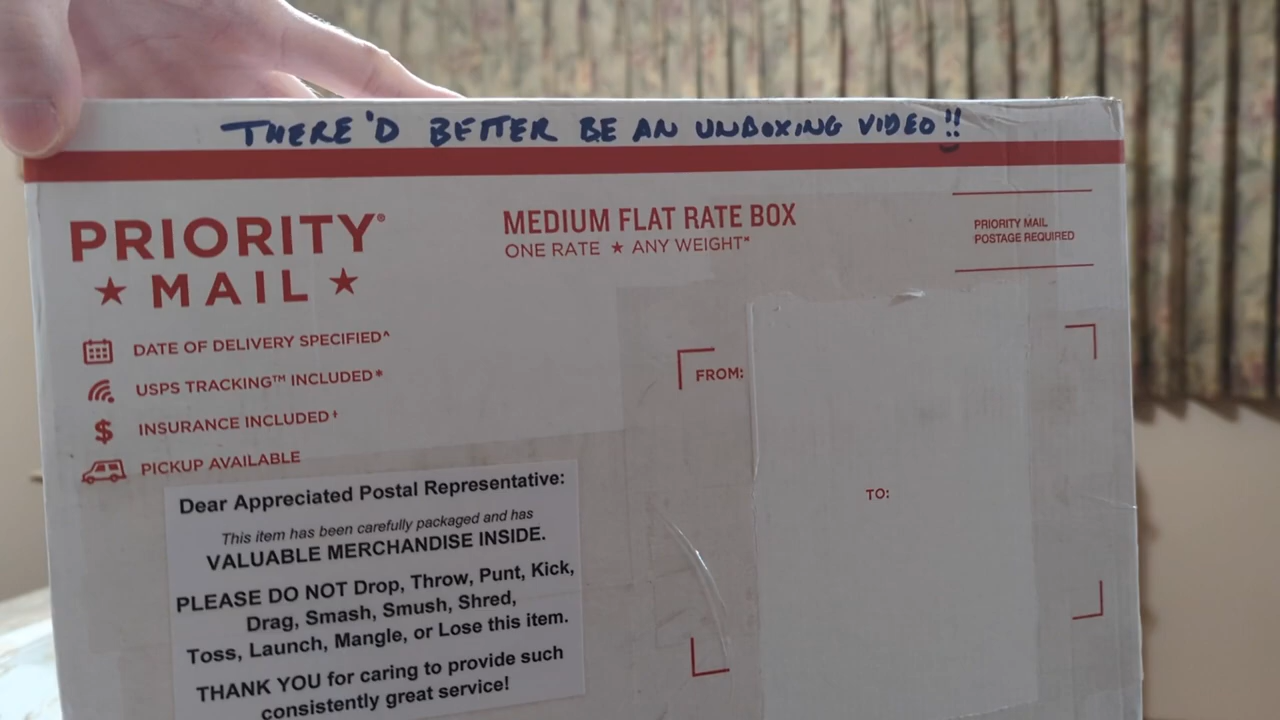 THERE'D BETTER BE AN UNBOXING VIDEO!!
PRIORITY®
★ MAIL ★
DATE OF DELIVERY SPECIFIED^
USPS TRACKING™ INCLUDED*
INSURANCE INCLUDED†
PICKUP AVAILABLE
MEDIUM FLAT RATE BOX
ONE RATE ★ ANY WEIGHT*
PRIORITY MAIL
POSTAGE REQUIRED
FROM:
TO:
Dear Appreciated Postal Representative:
This item has been carefully packaged and has
VALUABLE MERCHANDISE INSIDE.
PLEASE DO NOT Drop, Throw, Punt, Kick,
Drag, Smash, Smush, Shred,
Toss, Launch, Mangle, or Lose this item.
THANK YOU for caring to provide such
consistently great service!